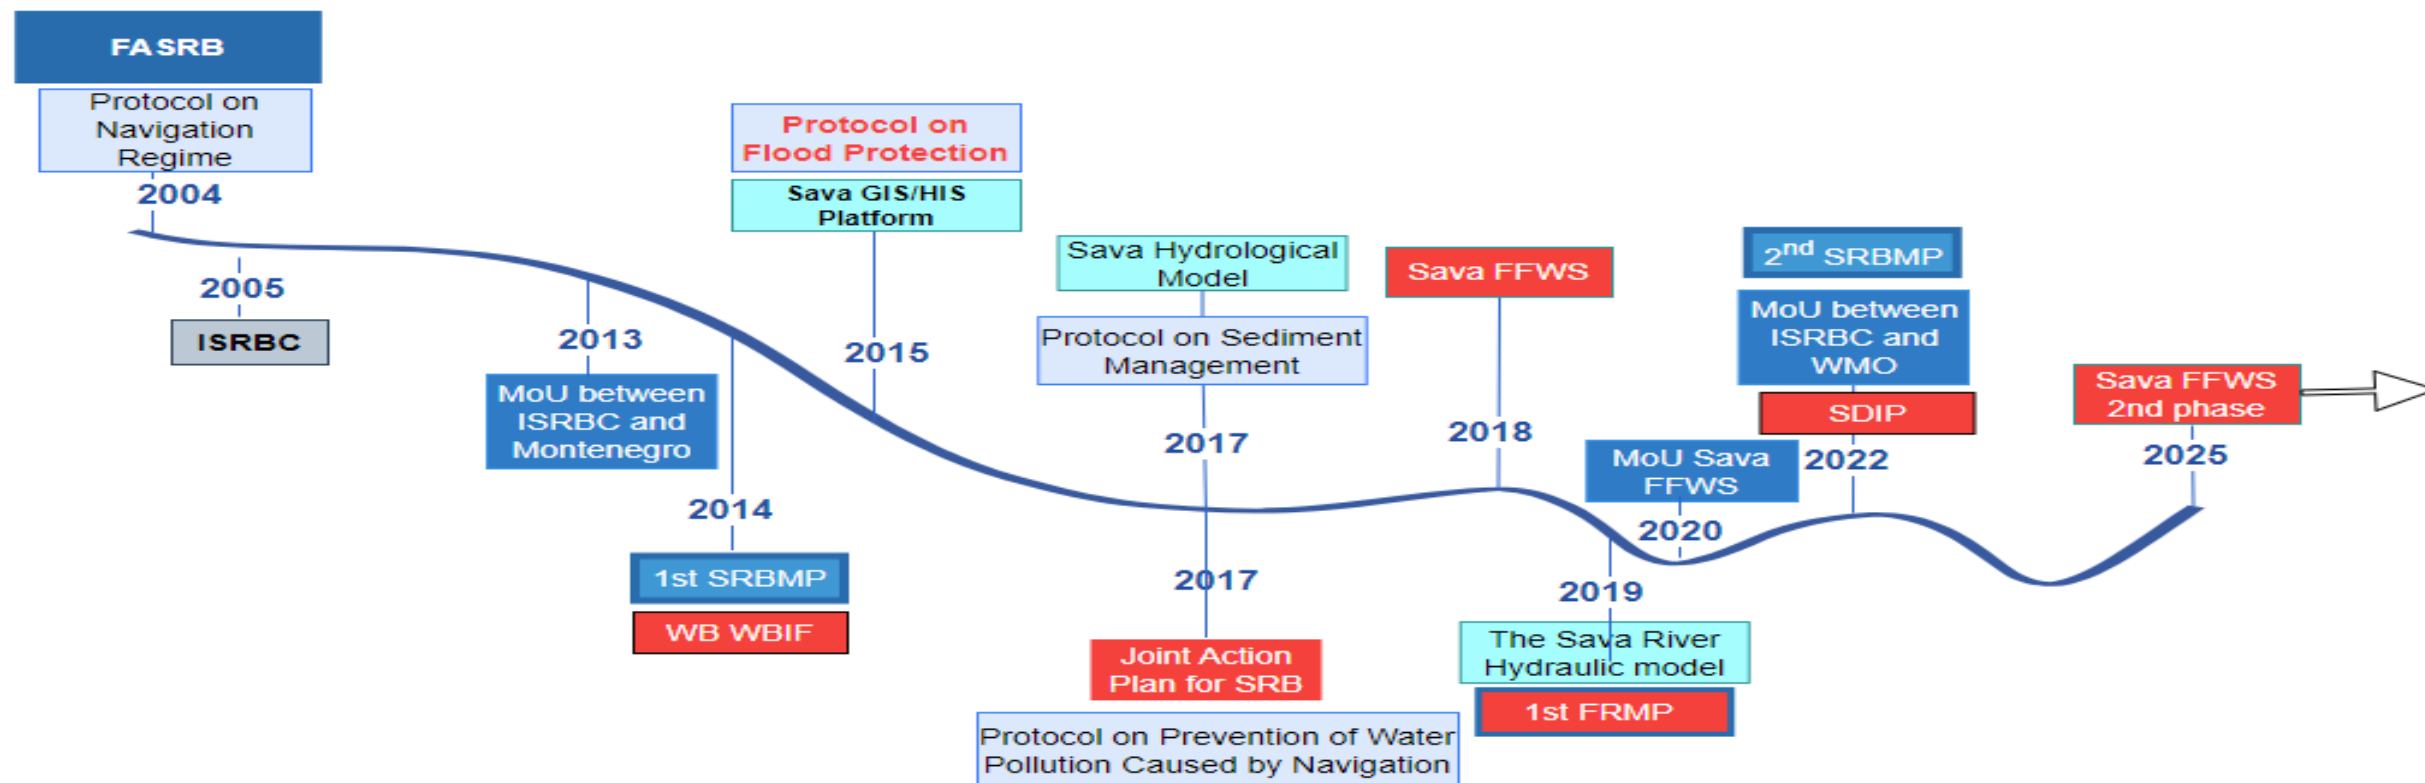 FASRB
Protocol on
Navigation
Regime
2004
2005
ISRBC
2013
MoU between
ISRBC and
Montenegro
2014
1st SRBMP
WB WBIF
Protocol on
Flood Protection
Sava GIS/HIS
Platform
2015
Sava Hydrological
Model
Protocol on Sediment
Management
2017
2017
Joint Action
Plan for SRB
Protocol on Prevention of Water
Pollution Caused by Navigation
Sava FFWS
2018
2019
The Sava River
Hydraulic model
1st FRMP
MoU Sava
FFWS
2020
2nd SRBMP
MoU between
ISRBC and
WMO
SDIP
2022
Sava FFWS
2nd phase
2025